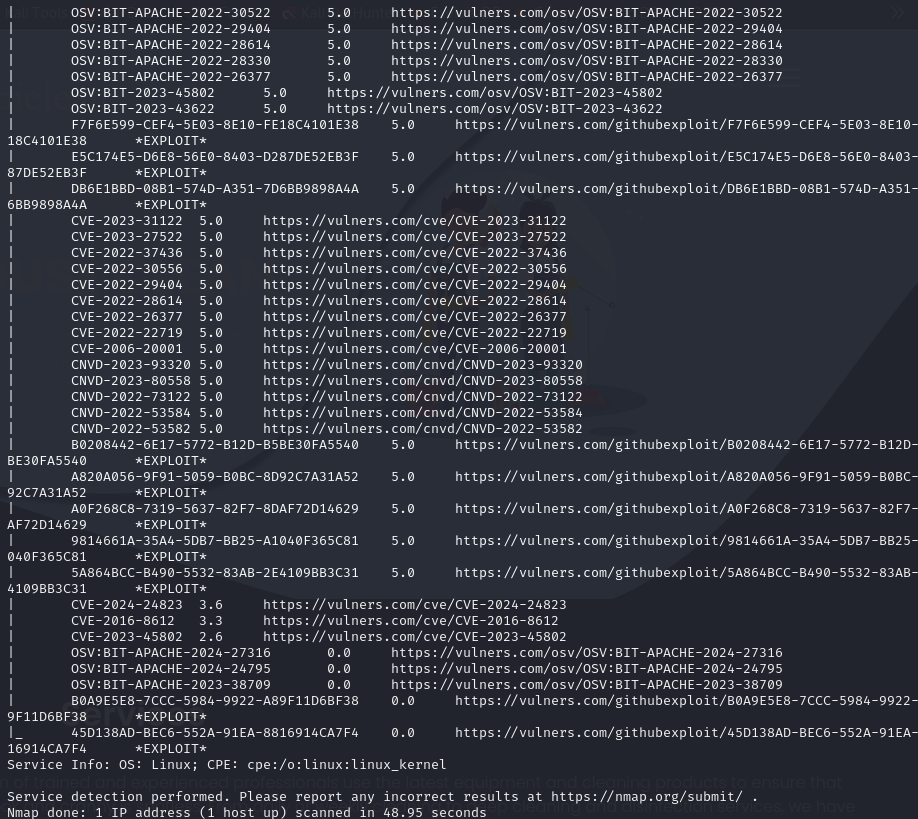 | OSV:BIT-APACHE-2022-30522 5.0 https://vulners.com/osv/OSV:BIT-APACHE-2022-30522
| OSV:BIT-APACHE-2022-29404 5.0 https://vulners.com/osv/OSV:BIT-APACHE-2022-29404
| OSV:BIT-APACHE-2022-28614 5.0 https://vulners.com/osv/OSV:BIT-APACHE-2022-28614
| OSV:BIT-APACHE-2022-28330 5.0 https://vulners.com/osv/OSV:BIT-APACHE-2022-28330
| OSV:BIT-APACHE-2022-26377 5.0 https://vulners.com/osv/OSV:BIT-APACHE-2022-26377
| OSV:BIT-2023-45802 5.0 https://vulners.com/osv/OSV:BIT-2023-45802
| OSV:BIT-2023-43622 5.0 https://vulners.com/osv/OSV:BIT-2023-43622
| F7F6E599-CEF4-5E03-8E10-FE18C4101E38 5.0 https://vulners.com/githubexploit/F7F6E599-CEF4-5E03-8E10-
18C4101E38 *EXPLOIT*
| E5C174E5-D6E8-56E0-8403-D287DE52EB3F 5.0 https://vulners.com/githubexploit/E5C174E5-D6E8-56E0-8403-
87DE52EB3F *EXPLOIT*
| DB6E1BBD-08B1-574D-A351-7D6BB9898A4A 5.0 https://vulners.com/githubexploit/DB6E1BBD-08B1-574D-A351-
6BB9898A4A *EXPLOIT*
| CVE-2023-31122 5.0 https://vulners.com/cve/CVE-2023-31122
| CVE-2023-27522 5.0 https://vulners.com/cve/CVE-2023-27522
| CVE-2022-37436 5.0 https://vulners.com/cve/CVE-2022-37436
| CVE-2022-30556 5.0 https://vulners.com/cve/CVE-2022-30556
| CVE-2022-29404 5.0 https://vulners.com/cve/CVE-2022-29404
| CVE-2022-28614 5.0 https://vulners.com/cve/CVE-2022-28614
| CVE-2022-26377 5.0 https://vulners.com/cve/CVE-2022-26377
| CVE-2022-22719 5.0 https://vulners.com/cve/CVE-2022-22719
| CVE-2006-20001 5.0 https://vulners.com/cve/CVE-2006-20001
| CNVD-2023-93320 5.0 https://vulners.com/cnvd/CNVD-2023-93320
| CNVD-2023-80558 5.0 https://vulners.com/cnvd/CNVD-2023-80558
| CNVD-2022-73122 5.0 https://vulners.com/cnvd/CNVD-2022-73122
| CNVD-2022-53584 5.0 https://vulners.com/cnvd/CNVD-2022-53584
| CNVD-2022-53582 5.0 https://vulners.com/cnvd/CNVD-2022-53582
| B0208442-6E17-5772-B12D-B5BE30FA5540 5.0 https://vulners.com/githubexploit/B0208442-6E17-5772-B12D-
BE30FA5540 *EXPLOIT*
| A820A056-9F91-5059-B0BC-8D92C7A31A52 5.0 https://vulners.com/githubexploit/A820A056-9F91-5059-B0BC-
92C7A31A52 *EXPLOIT*
| A0F268C8-7319-5637-82F7-8DAF72D14629 5.0 https://vulners.com/githubexploit/A0F268C8-7319-5637-82F7-
AF72D14629 *EXPLOIT*
| 9814661A-35A4-5DB7-BB25-A1040F365C81 5.0 https://vulners.com/githubexploit/9814661A-35A4-5DB7-BB25-
040F365C81 *EXPLOIT*
| 5A864BCC-B490-5532-83AB-2E4109BB3C31 5.0 https://vulners.com/githubexploit/5A864BCC-B490-5532-83AB-
4109BB3C31 *EXPLOIT*
| CVE-2024-24823 3.6 https://vulners.com/cve/CVE-2024-24823
| CVE-2016-8612 3.3 https://vulners.com/cve/CVE-2016-8612
| CVE-2023-45802 2.6 https://vulners.com/cve/CVE-2023-45802
| OSV:BIT-APACHE-2024-27316 0.0 https://vulners.com/osv/OSV:BIT-APACHE-2024-27316
| OSV:BIT-APACHE-2024-24795 0.0 https://vulners.com/osv/OSV:BIT-APACHE-2024-24795
| OSV:BIT-APACHE-2023-38709 0.0 https://vulners.com/osv/OSV:BIT-APACHE-2023-38709
| B0A9E5E8-7CCC-5984-9922-A89F11D6BF38 0.0 https://vulners.com/githubexploit/B0A9E5E8-7CCC-5984-9922-
9F11D6BF38 *EXPLOIT*
|_ 45D138AD-BEC6-552A-91EA-8816914CA7F4 0.0 https://vulners.com/githubexploit/45D138AD-BEC6-552A-91EA-
16914CA7F4 *EXPLOIT*
Service Info: OS: Linux; CPE: cpe:/o:linux:linux_kernel
Service detection performed. Please report any incorrect results at https://nmap.org/submit/ .
Nmap done: 1 IP address (1 host up) scanned in 48.95 seconds